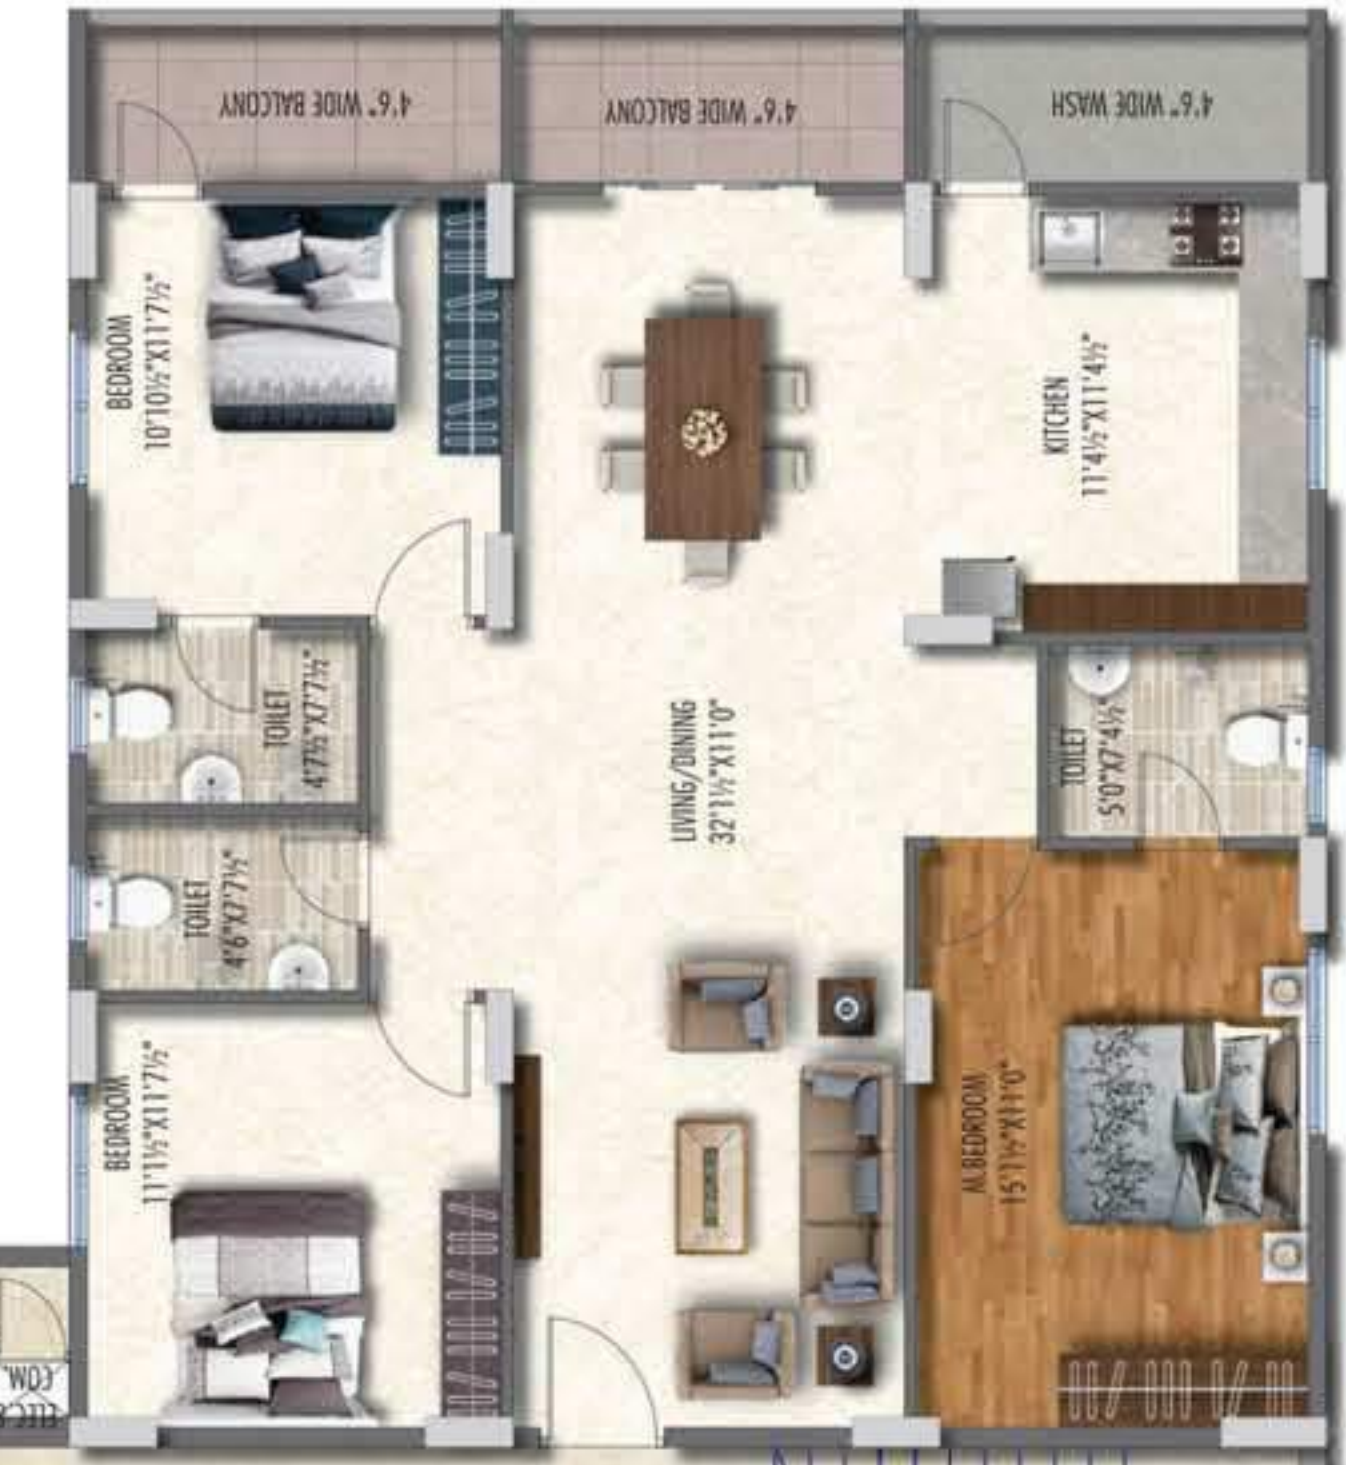 4'6" WIDE BALCONY
4'6" WIDE BALCONY
4'6" WIDE WASH
BEDROOM
10'10½"X11'7½"
KITCHEN
11'4½"X11'4½"
TOILET
4'7½"X7'7½"
LIVING/DINING
32'1½"X11'0"
TOILET
5'0"X7'4½"
TOILET
4'6"X7'7½"
BEDROOM
11'1½"X11'7½"
M.BEDROOM
15'1½"X11'0"
COM.